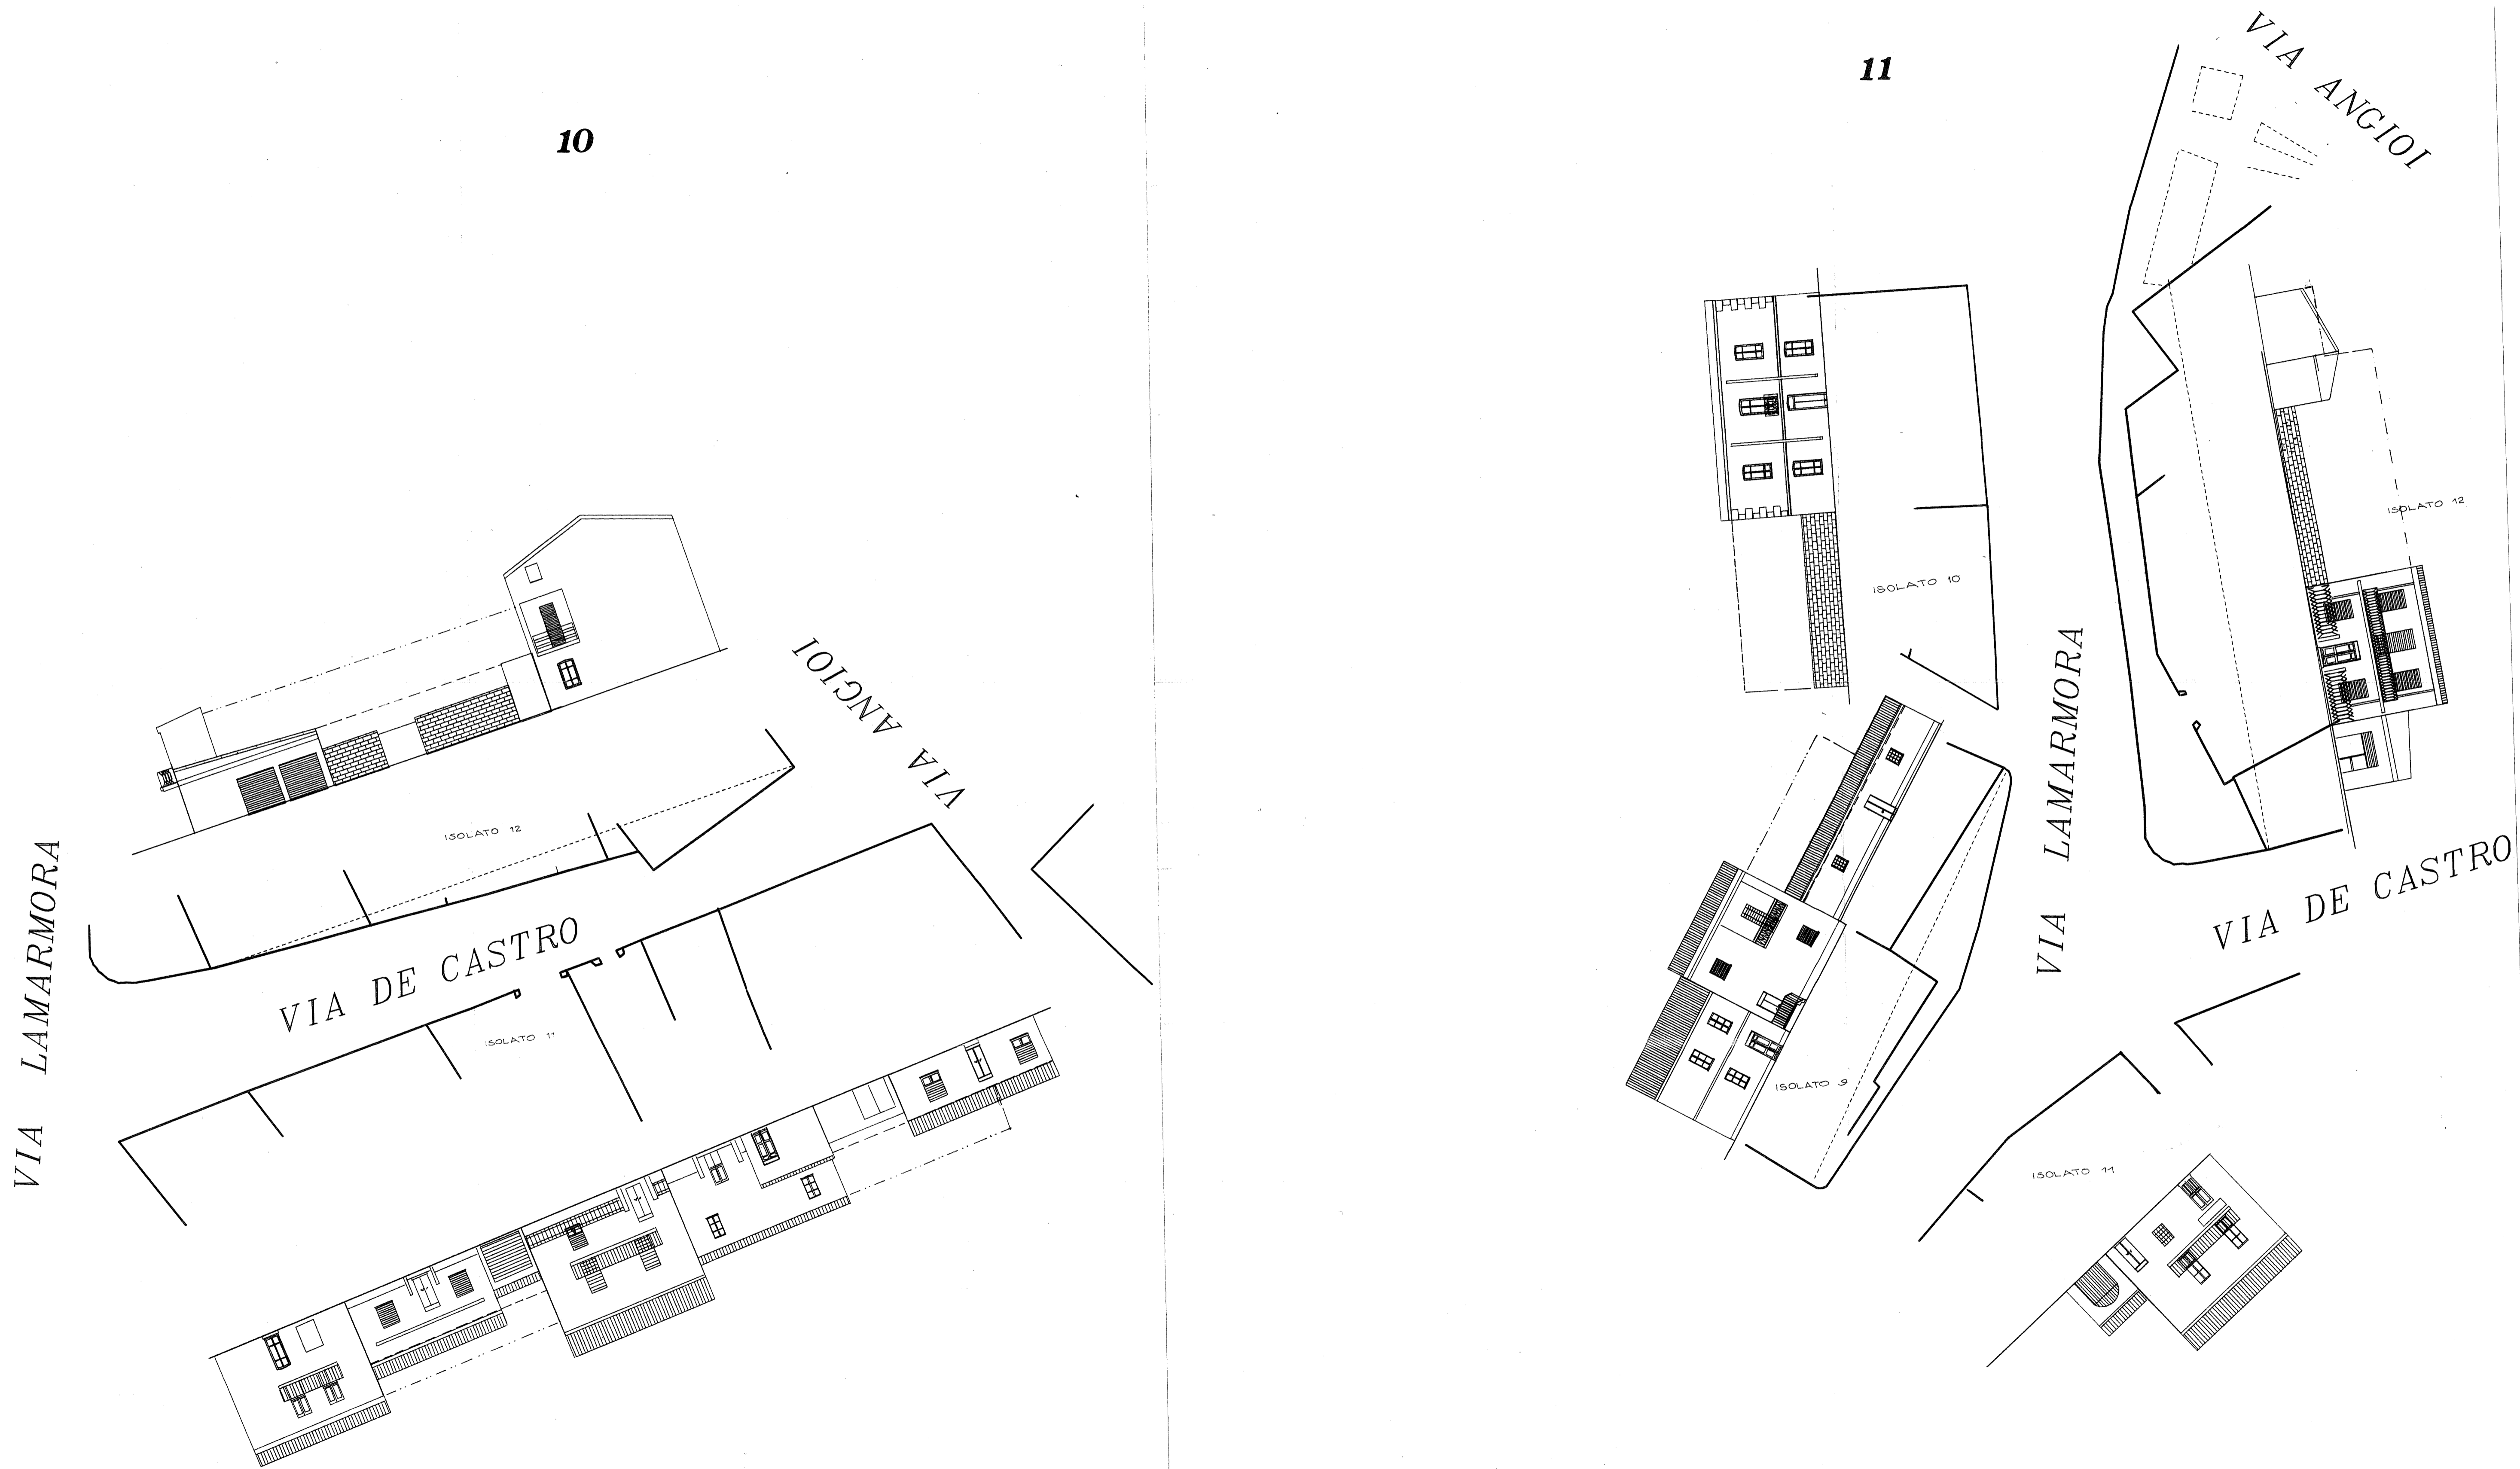 10
VIA ANGIOI
ISOLATO 12
VIA LAMARMORA
VIA DE CASTRO
ISOLATO 11
11
VIA ANGIOI
ISOLATO 12
ISOLATO 10
VIA LAMARMORA
VIA DE CASTRO
ISOLATO 9
ISOLATO 11